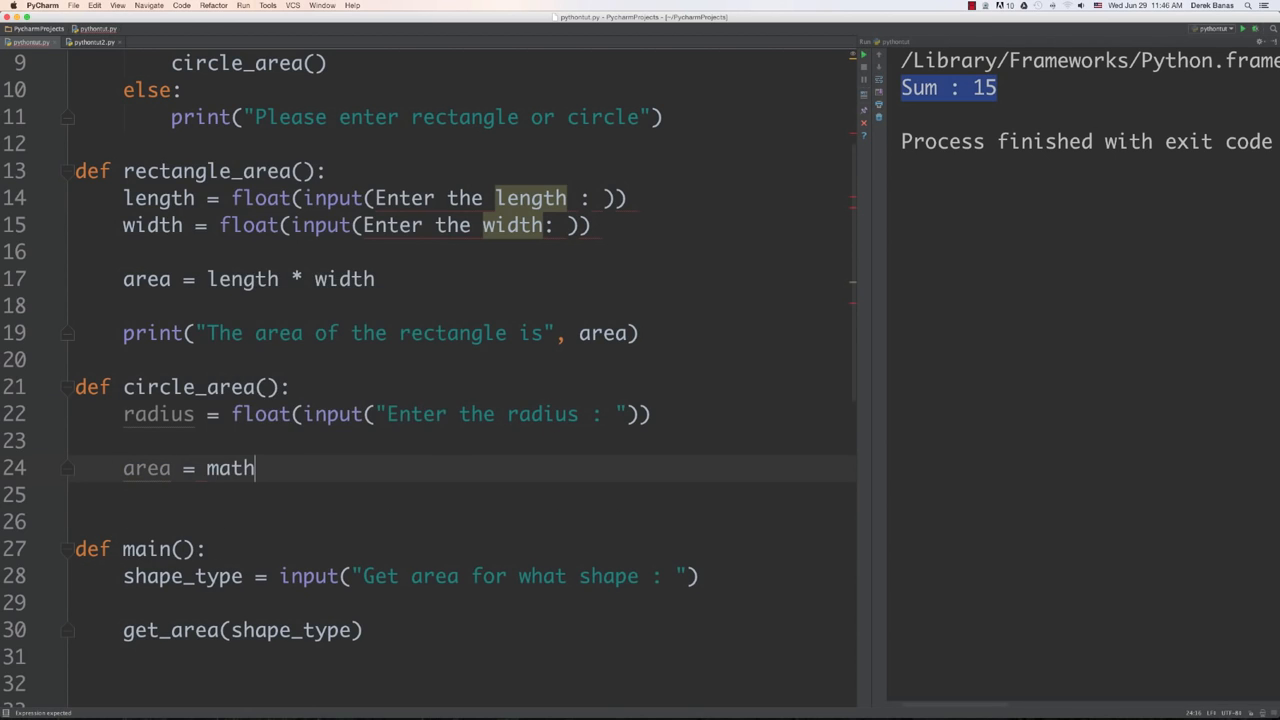 PyCharm File Edit View Navigate Code Refactor Run Tools VCS Window Help
10 Wed Jun 29 11:46 AM Derek Banas
pythontut.py - PycharmProjects - [~/PycharmProjects]
PycharmProjects pythontut.py pythontut
pythontut.py pythontut2.py Run: pythontut
9 circle_area()
10 else:
11 print("Please enter rectangle or circle")
12
13 def rectangle_area():
14 length = float(input(Enter the length : ))
15 width = float(input(Enter the width: ))
16
17 area = length * width
18
19 print("The area of the rectangle is", area)
20
21 def circle_area():
22 radius = float(input("Enter the radius : "))
23
24 area = math
25
26
27 def main():
28 shape_type = input("Get area for what shape : ")
29
30 get_area(shape_type)
31
32
/Library/Frameworks/Python.frame
Sum : 15
Process finished with exit code
Expression expected 24:16 LF‡ UTF-8‡